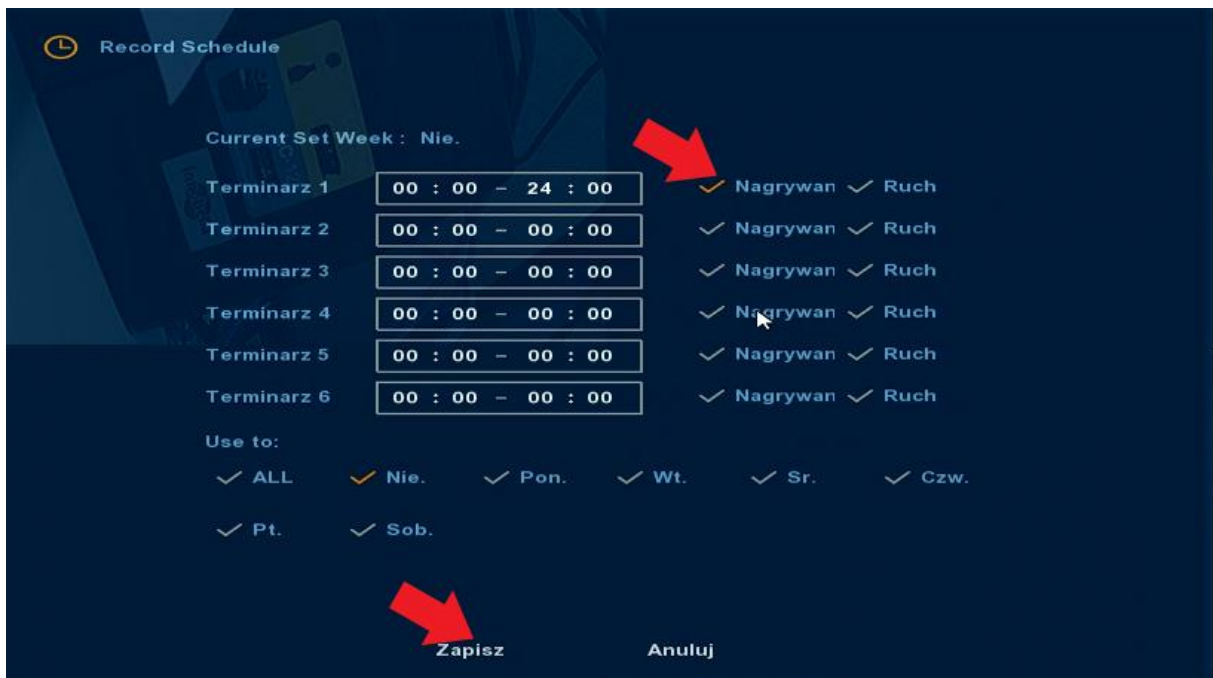 Record Schedule
Current Set Week : Nie.
Terminarz 1 00 : 00 – 24 : 00 Nagrywan Ruch
Terminarz 2 00 : 00 – 00 : 00 Nagrywan Ruch
Terminarz 3 00 : 00 – 00 : 00 Nagrywan Ruch
Terminarz 4 00 : 00 – 00 : 00 Nagrywan Ruch
Terminarz 5 00 : 00 – 00 : 00 Nagrywan Ruch
Terminarz 6 00 : 00 – 00 : 00 Nagrywan Ruch
Use to:
ALL Nie. Pon. Wt. Sr. Czw.
Pt. Sob.
Zapisz Anuluj